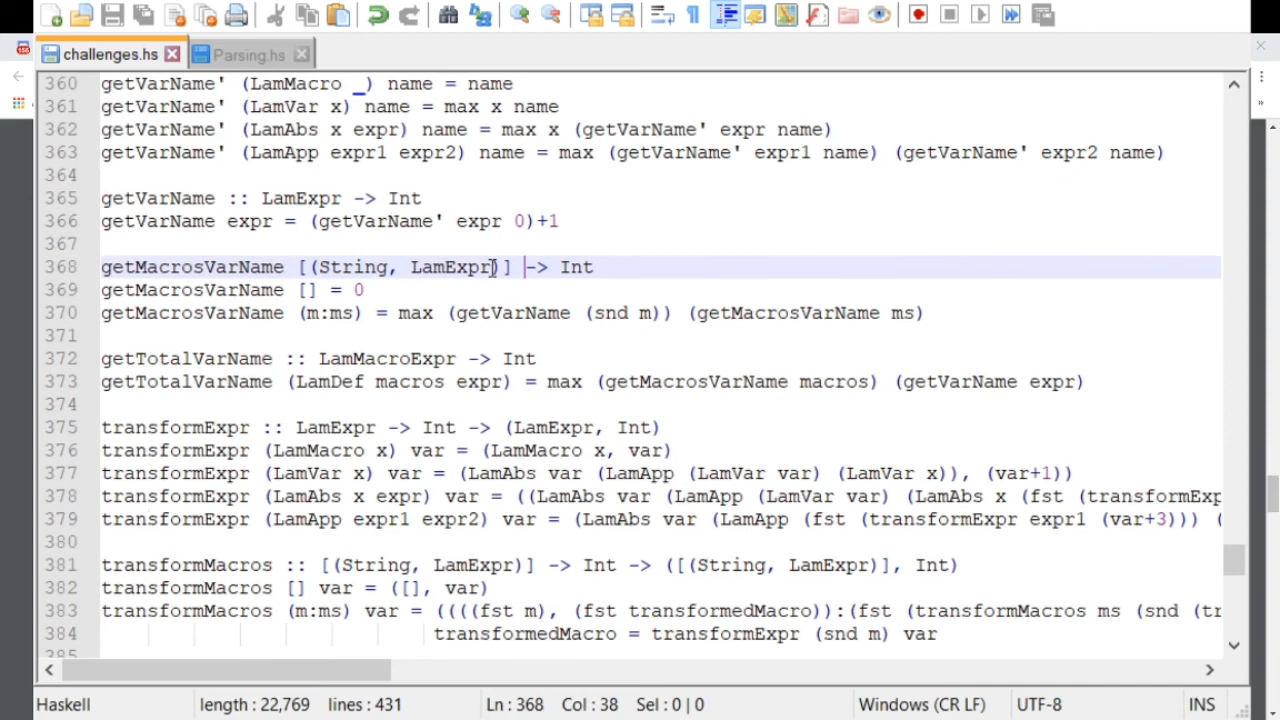 challenges.hs
Parsing.hs
360 getVarName' (LamMacro _) name = name
361 getVarName' (LamVar x) name = max x name
362 getVarName' (LamAbs x expr) name = max x (getVarName' expr name)
363 getVarName' (LamApp expr1 expr2) name = max (getVarName' expr1 name) (getVarName' expr2 name)
364
365 getVarName :: LamExpr -> Int
366 getVarName expr = (getVarName' expr 0)+1
367
368 getMacrosVarName [(String, LamExpr)] -> Int
369 getMacrosVarName [] = 0
370 getMacrosVarName (m:ms) = max (getVarName (snd m)) (getMacrosVarName ms)
371
372 getTotalVarName :: LamMacroExpr -> Int
373 getTotalVarName (LamDef macros expr) = max (getMacrosVarName macros) (getVarName expr)
374
375 transformExpr :: LamExpr -> Int -> (LamExpr, Int)
376 transformExpr (LamMacro x) var = (LamMacro x, var)
377 transformExpr (LamVar x) var = (LamAbs var (LamApp (LamVar var) (LamVar x)), (var+1))
378 transformExpr (LamAbs x expr) var = ((LamAbs var (LamApp (LamVar var) (LamAbs x (fst (transformExp
379 transformExpr (LamApp expr1 expr2) var = (LamAbs var (LamApp (fst (transformExpr expr1 (var+3))) (
380
381 transformMacros :: [(String, LamExpr)] -> Int -> ([(String, LamExpr)], Int)
382 transformMacros [] var = ([], var)
383 transformMacros (m:ms) var = ((((fst m), (fst transformedMacro)):(fst (transformMacros ms (snd (tr
384 transformedMacro = transformExpr (snd m) var
385
Haskell length : 22,769 lines : 431 Ln : 368 Col : 38 Sel : 0 | 0 Windows (CR LF) UTF-8 INS